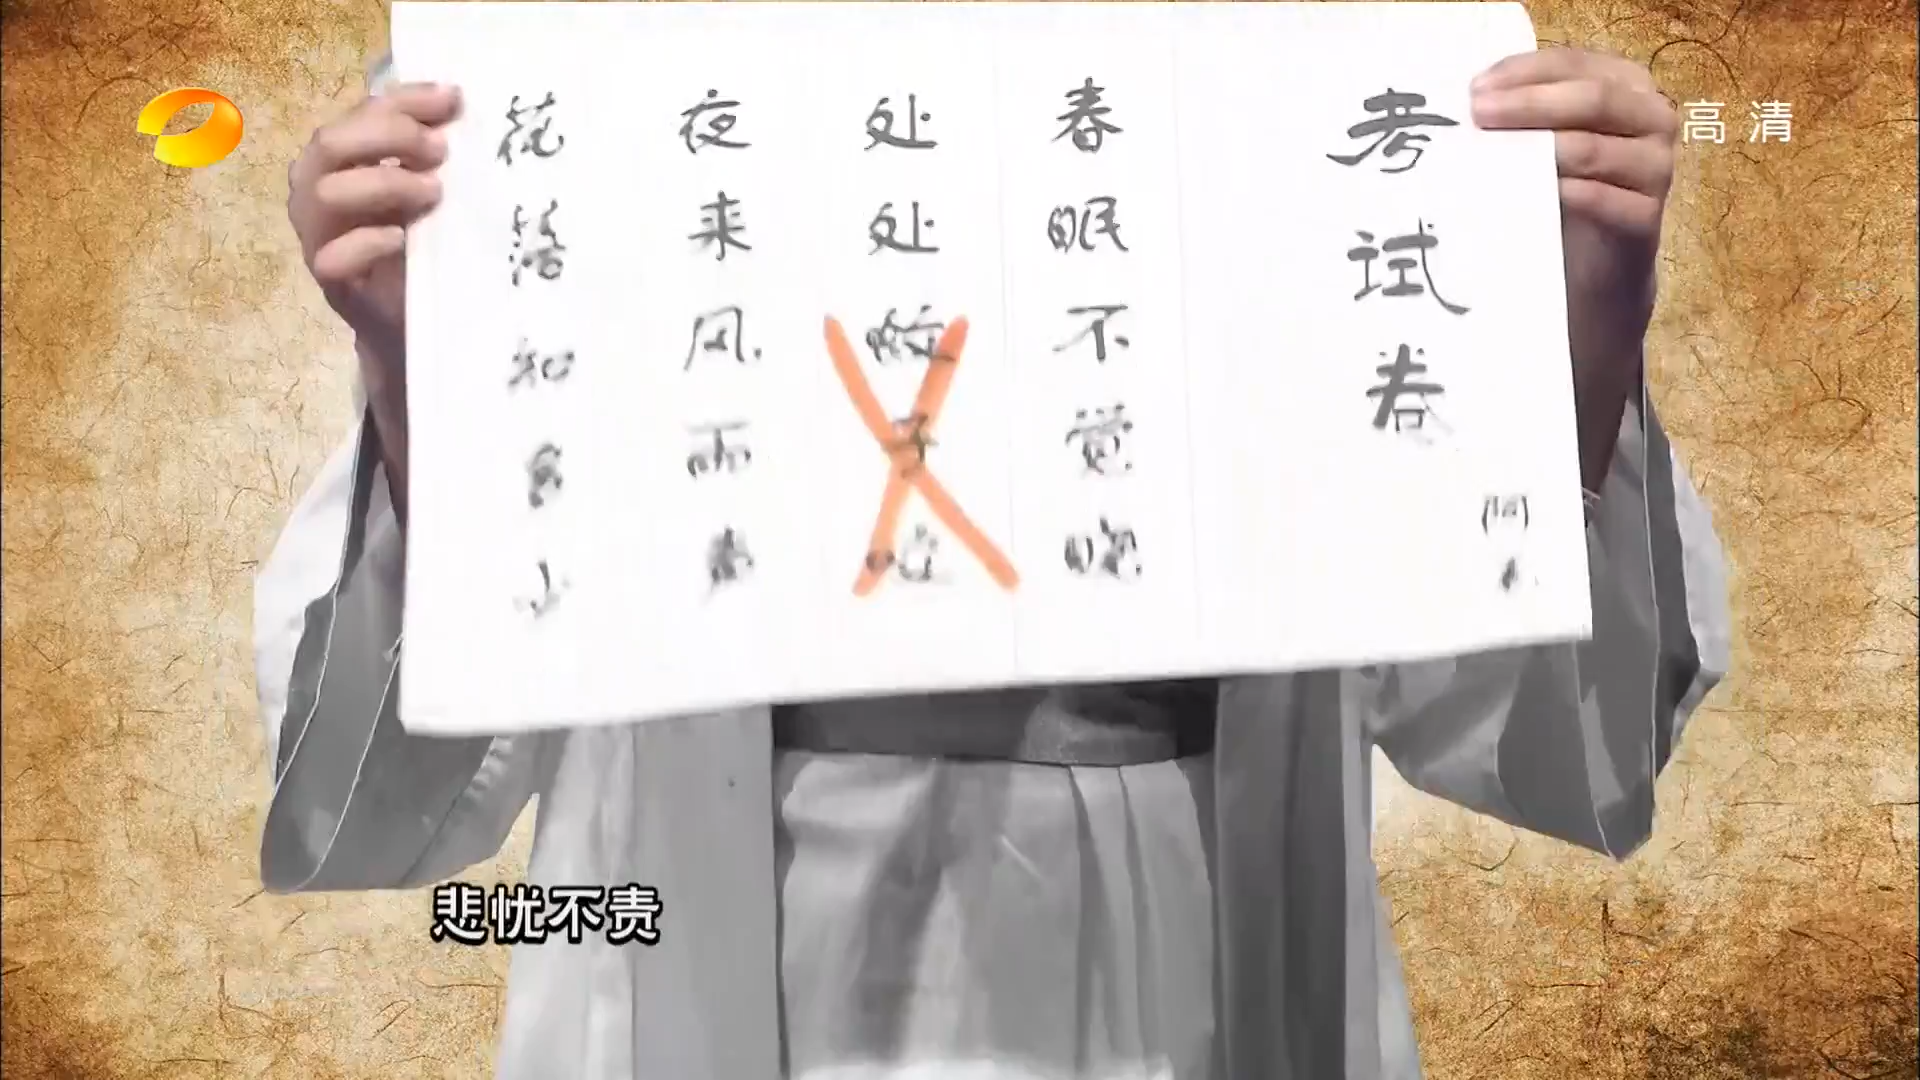 高清
考试卷
春眠不觉晓
处处蚊子咬
夜来风雨声
花落知多少
悲忧不责